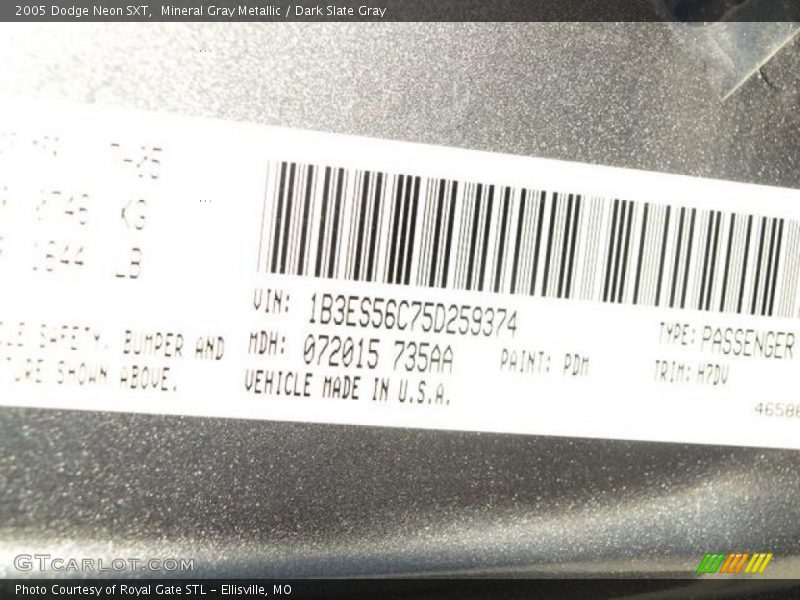 2005 Dodge Neon SXT,  Mineral Gray Metallic / Dark Slate Gray
KG
LB
VIN: 1B3ES56C75D259374
TYPE: PASSENGER
SAFETY, BUMPER AND
MDH: 072015 735AA
PAINT: PDM
TRIM: H7DV
SHOWN ABOVE.
VEHICLE MADE IN U.S.A.
GTCARLOT.COM
Photo Courtesy of Royal Gate STL - Ellisville, MO